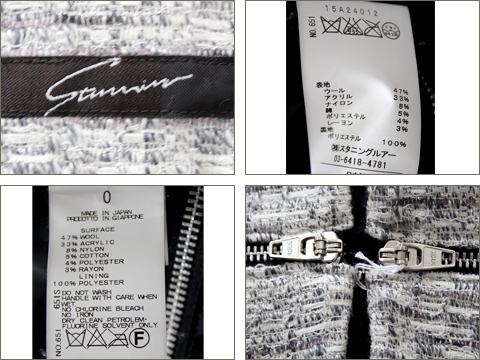 15A24012
NO.651
表地
ウール 47%
アクリル 33%
ナイロン 8%
綿 5%
ポリエステル 4%
レーヨン 3%
裏地
ポリエステル 100%
㈱スタニングルアー
03-6418-4781
0
MADE IN JAPAN
PRODOTTO IN GIAPPONE
SURFACE
47% WOOL
33% ACRYLIC
8% NYLON
5% COTTON
4% POLYESTER
3% RAYON
LINING
100% POLYESTER
DO NOT WASH
HANDLE WITH CARE WHEN
WET
NO CHLORINE BLEACH
NO IRON
DRY CLEAN PETROLEM-
FLUORINE SOLVENT ONLY.
NO.651 651S
F